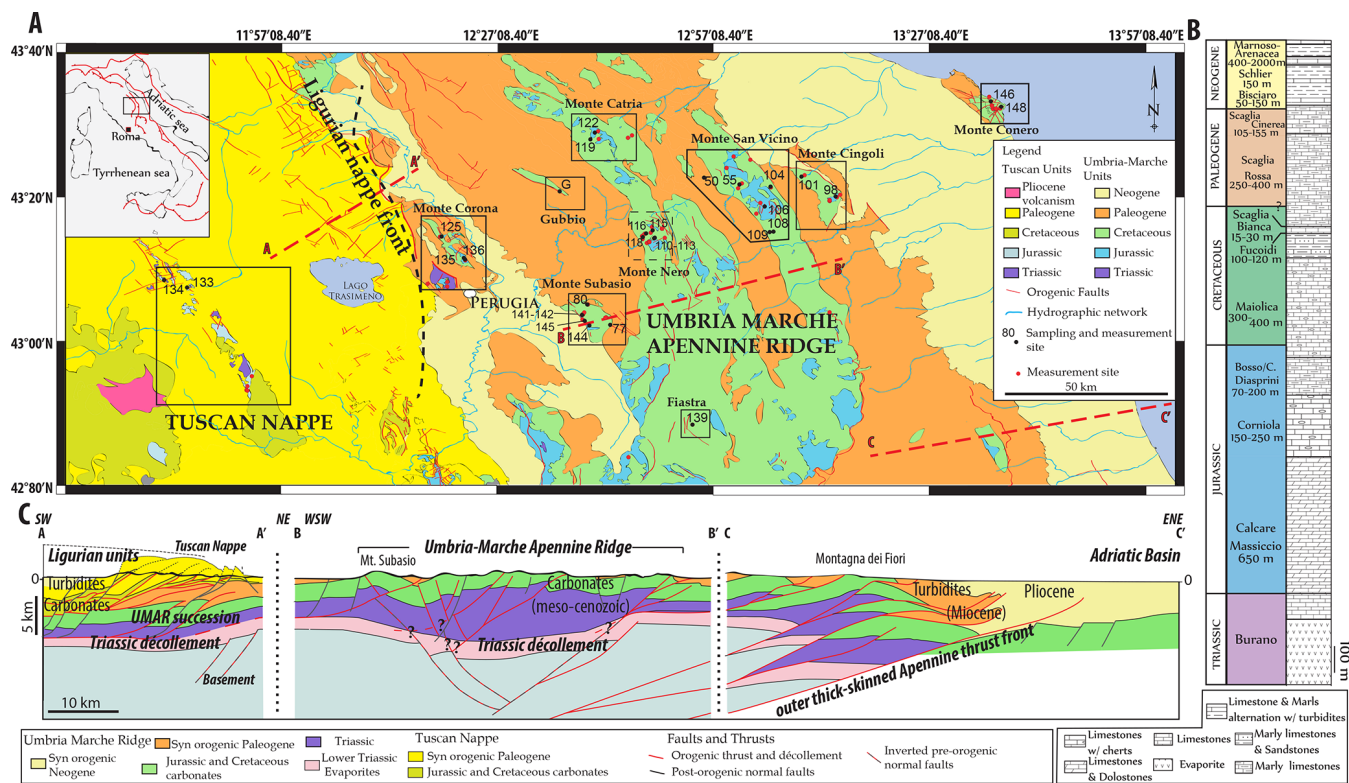 A
11°57'08.40"
12°27'08.40"
12°57'08.40"
13°27'08.40"
13°57'08.40"
43°40'N
43°20'N
43°00'N
42°80'N
Adriatic sea
?
Roma
Tyrrhenean sea
Ligurian nappe front
A
A'
Monte Catria
122
119
G
Gubbio
Monte Corona
125
136
135
LAGO
TRASIMENO
PERUGIA
134
133
TUSCAN NAPPE
Monte San Vicino
50
55
104
106
108
109
Monte Cingoli
101
98
Monte Conero
146
148
116
115
118
110-113
Monte Nero
Monte Subasio
80
141-142
145
144
77
B
B'
UMBRIA MARCHE
APENNINE RIDGE
Fiastra
139
C
C'
N
Legend
Tuscan Units
Umbria-Marche
Units
Pliocene
volcanism
Neogene
Paleogene
Paleogene
Cretaceous
Cretaceous
Jurassic
Jurassic
Triassic
Triassic
Orogenic Faults
Hydrographic network
80
Sampling and measurement
site
Measurement site
50 km
B
NEOGENE
Marnoso-
Arenacea
400-2000m
Schlier
150 m
Bisciaro
50-150 m
PALEOGENE
Scaglia
Cinerea
105-155 m
Scaglia
Rossa
250-400 m
?
CRETACEOUS
Scaglia
Bianca
15-30 m
Fucoidi
100-120 m
Maiolica
300 400 m
JURASSIC
Bosso/C.
Diasprini
70-200 m
Corniola
150-250 m
Calcare
Massiccio
650 m
TRIASSIC
Burano
100 m
Limestone & Marls
alternation w/ turbidites
Limestones
w/ cherts
Limestones
Marly limestones
& Sandstones
Limestones
& Dolostones
Evaporite
Marly limestones
C
SW
A
NE
A'
WSW
B
B'
C
ENE
C'
Ligurian units
Tuscan Nappe
0
Turbidites
Carbonates
UMAR succession
Triassic décollement
Basement
5 km
10 km
Umbria-Marche Apennine Ridge
Mt. Subasio
Carbonates
(meso-cenozoic)
? ? ? ? ?
Triassic décollement
Montagna dei Fiori
Adriatic Basin
0
Turbidites
(Miocene)
Pliocene
outer thick-skinned Apennine thrust front
Umbria Marche Ridge
Syn orogenic
Neogene
Syn orogenic Paleogene
Jurassic and Cretaceous
carbonates
Triassic
Lower Triassic
Evaporites
Tuscan Nappe
Syn orogenic Paleogene
Jurassic and Cretaceous carbonates
Faults and Thrusts
Orogenic thrust and décollement
Post-orogenic normal faults
Inverted pre-orogenic
normal faults